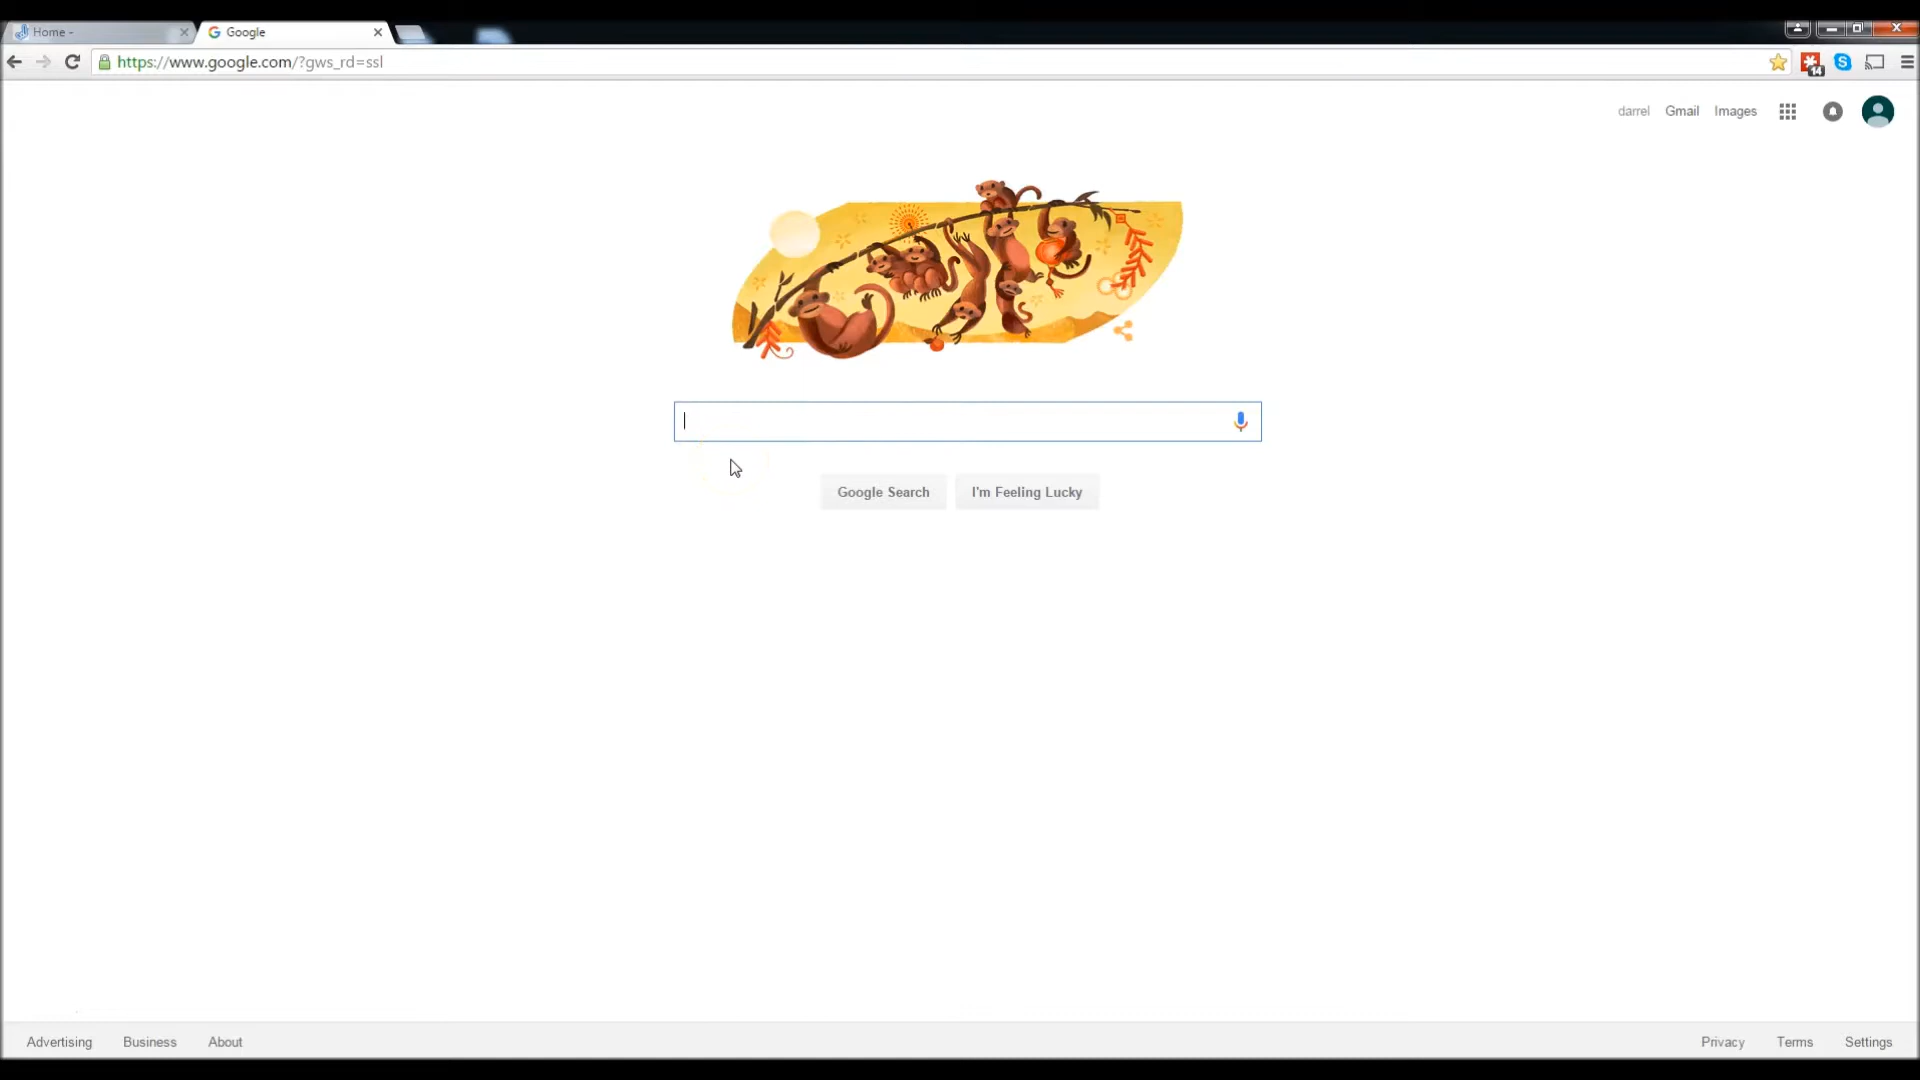 Home -
Google
https://www.google.com/?gws_rd=ssl
14
darrel Gmail Images
Google Search I'm Feeling Lucky
Advertising Business About Privacy Terms Settings